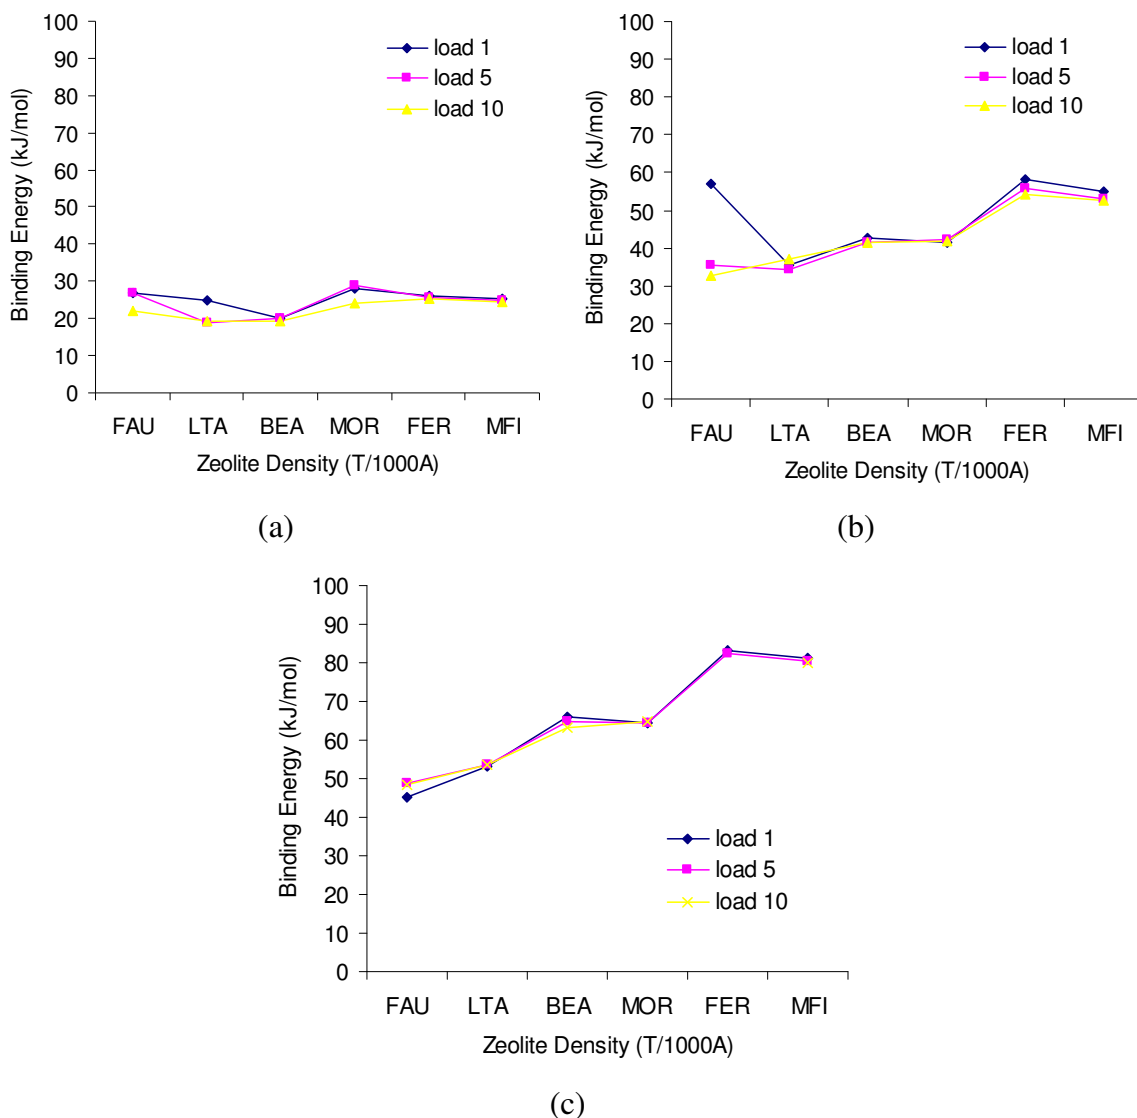 Binding Energy (kJ/mol)
100
90
80
70
60
50
40
30
20
10
0
load 1
load 5
load 10
FAU LTA BEA MOR FER MFI
Zeolite Density (T/1000A)
(a)
Binding Energy (kJ/mol)
100
90
80
70
60
50
40
30
20
10
0
load 1
load 5
load 10
FAU LTA BEA MOR FER MFI
Zeolite Density (T/1000A)
(b)
Binding Energy (kJ/mol)
100
90
80
70
60
50
40
30
20
10
0
load 1
load 5
load 10
FAU LTA BEA MOR FER MFI
Zeolite Density (T/1000A)
(c)